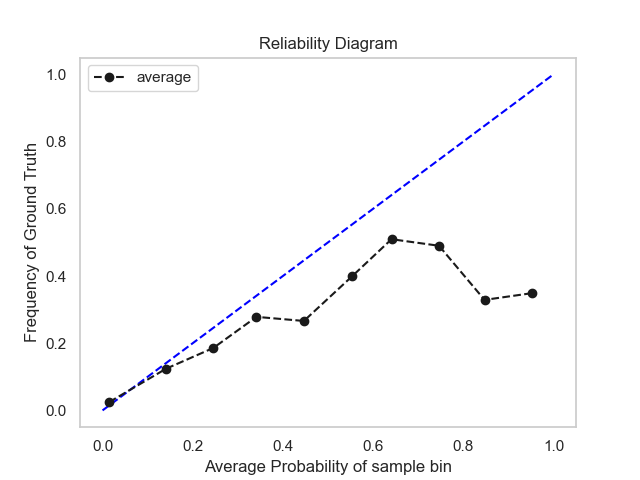 Reliability Diagram
average
1.0
0.8
0.6
0.4
0.2
0.0
Frequency of Ground Truth
0.0 0.2 0.4 0.6 0.8 1.0
Average Probability of sample bin